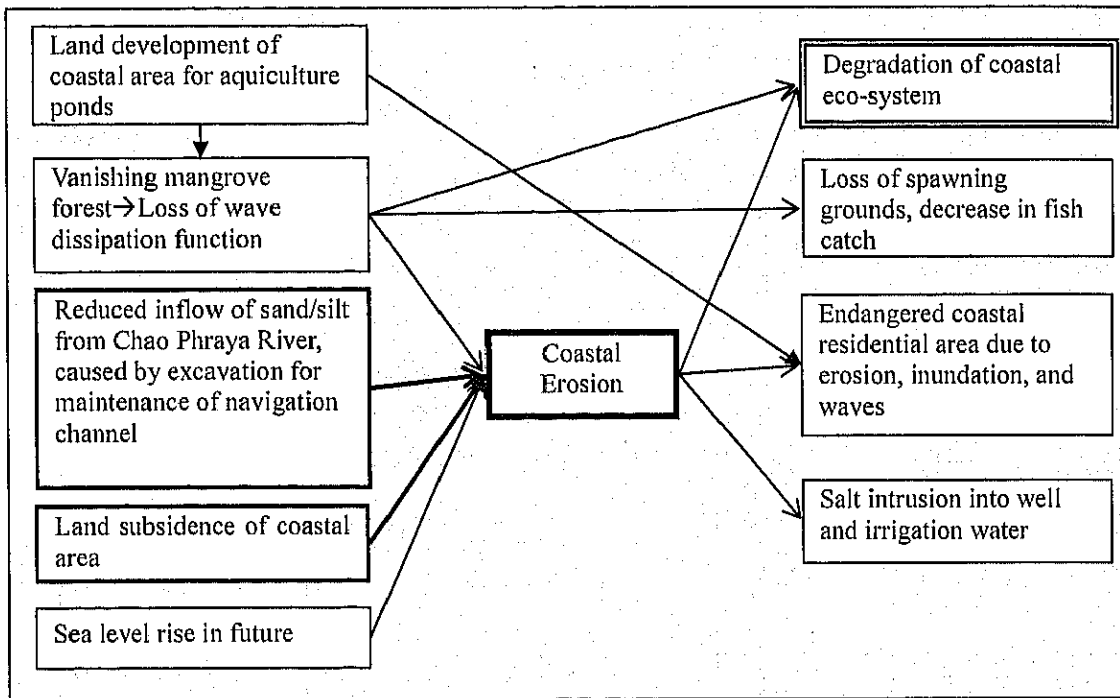 Land development of
coastal area for aquiculture
ponds
Vanishing mangrove
forest→Loss of wave
dissipation function
Reduced inflow of sand/silt
from Chao Phraya River,
caused by excavation for
maintenance of navigation
channel
Land subsidence of coastal
area
Sea level rise in future
Coastal
Erosion
Degradation of coastal
eco-system
Loss of spawning
grounds, decrease in fish
catch
Endangered coastal
residential area due to
erosion, inundation, and
waves
Salt intrusion into well
and irrigation water